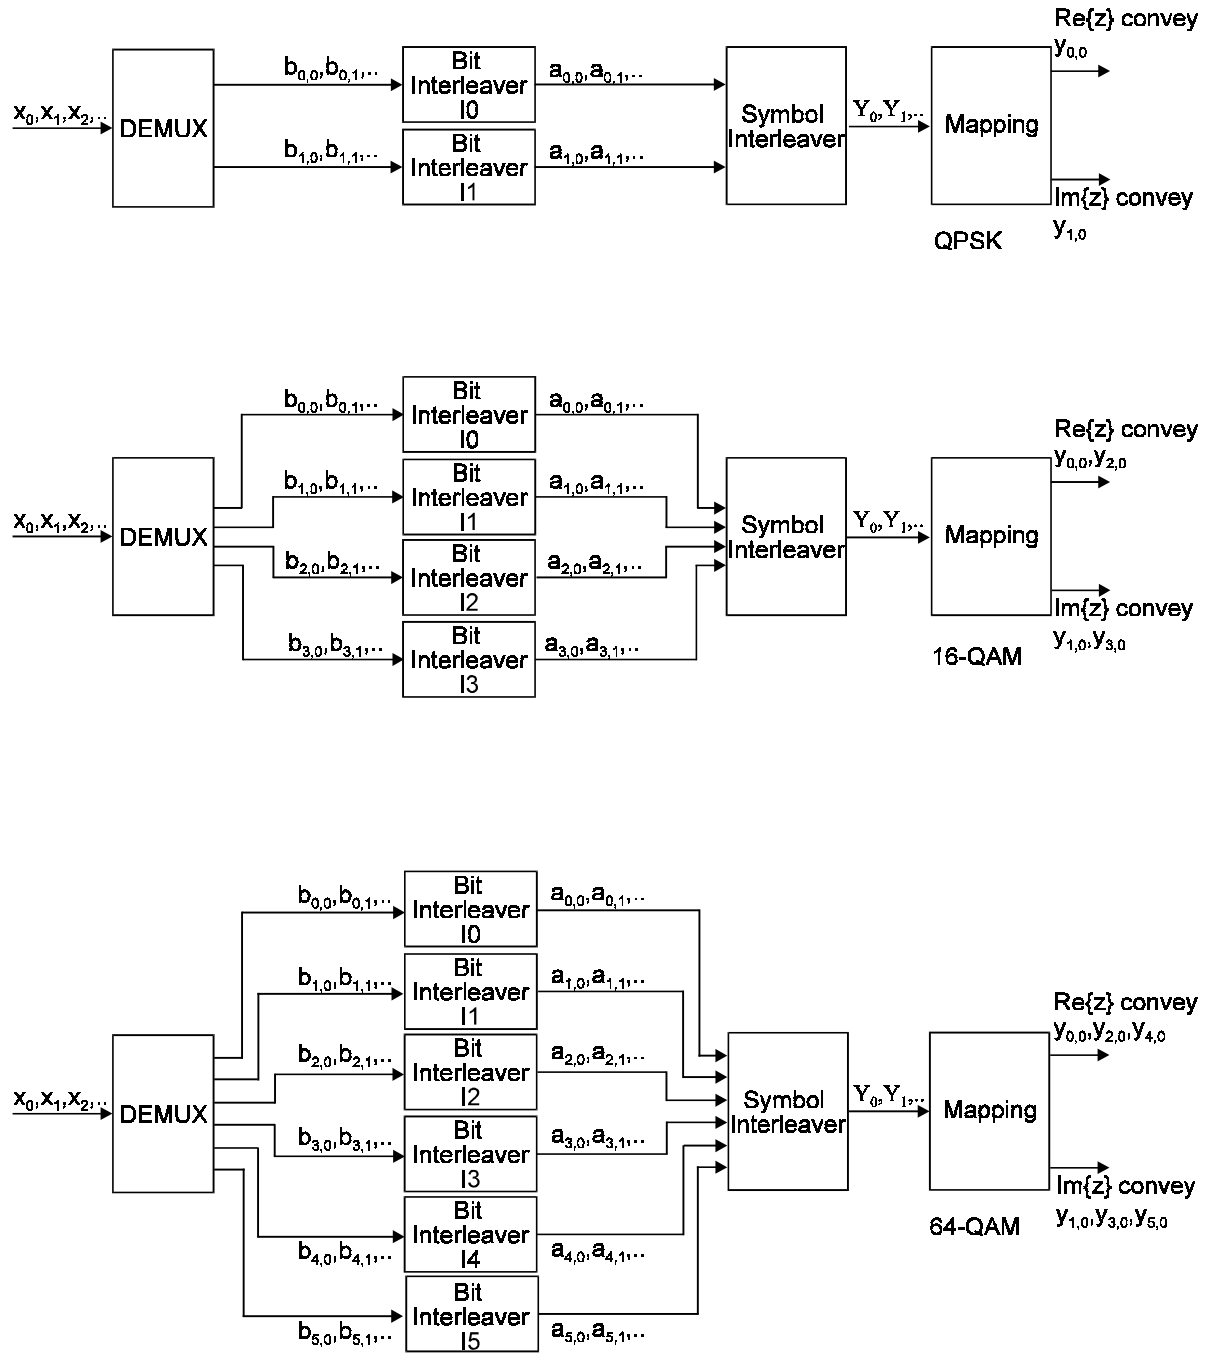 Re{z} convey
y0,0
b0,0,b0,1,..
Bit
Interleaver
I0
a0,0,a0,1,..
x0,x1,x2,..
DEMUX
Symbol
Interleaver
Y0,Y1,..
Mapping
b1,0,b1,1,..
Bit
Interleaver
I1
a1,0,a1,1,..
Im{z} convey
y1,0
QPSK
b0,0,b0,1,..
Bit
Interleaver
I0
a0,0,a0,1,..
Re{z} convey
y0,0,y2,0
b1,0,b1,1,..
Bit
Interleaver
I1
a1,0,a1,1,..
x0,x1,x2,..
DEMUX
Symbol
Interleaver
Y0,Y1,..
Mapping
b2,0,b2,1,..
Bit
Interleaver
I2
a2,0,a2,1,..
Im{z} convey
y1,0,y3,0
b3,0,b3,1,..
Bit
Interleaver
I3
a3,0,a3,1,..
16-QAM
b0,0,b0,1,..
Bit
Interleaver
I0
a0,0,a0,1,..
b1,0,b1,1,..
Bit
Interleaver
I1
a1,0,a1,1,..
Re{z} convey
y0,0,y2,0,y4,0
b2,0,b2,1,..
Bit
Interleaver
I2
a2,0,a2,1,..
x0,x1,x2,..
DEMUX
Symbol
Interleaver
Y0,Y1,..
Mapping
b3,0,b3,1,..
Bit
Interleaver
I3
a3,0,a3,1,..
Im{z} convey
y1,0,y3,0,y5,0
64-QAM
b4,0,b4,1,..
Bit
Interleaver
I4
a4,0,a4,1,..
b5,0,b5,1,..
Bit
Interleaver
I5
a5,0,a5,1,..